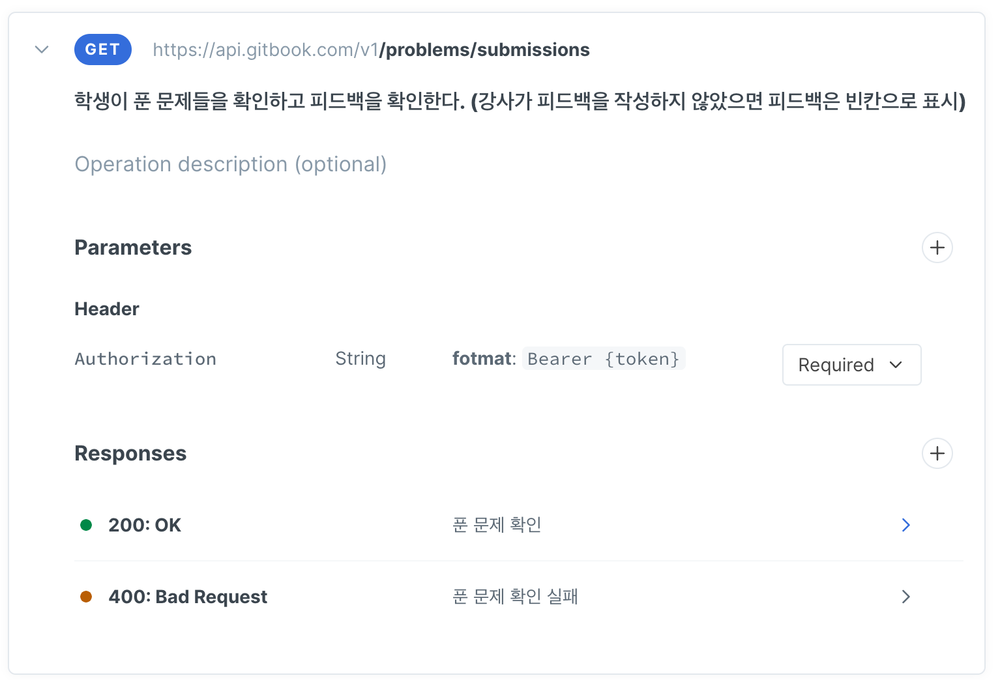 GET https://api.gitbook.com/v1/problems/submissions
학생이 푼 문제들을 확인하고 피드백을 확인한다. (강사가 피드백을 작성하지 않았으면 피드백은 빈칸으로 표시)
Operation description (optional)
Parameters
Header
Authorization String fotmat: Bearer {token} Required
Responses
200: OK 푼 문제 확인
400: Bad Request 푼 문제 확인 실패